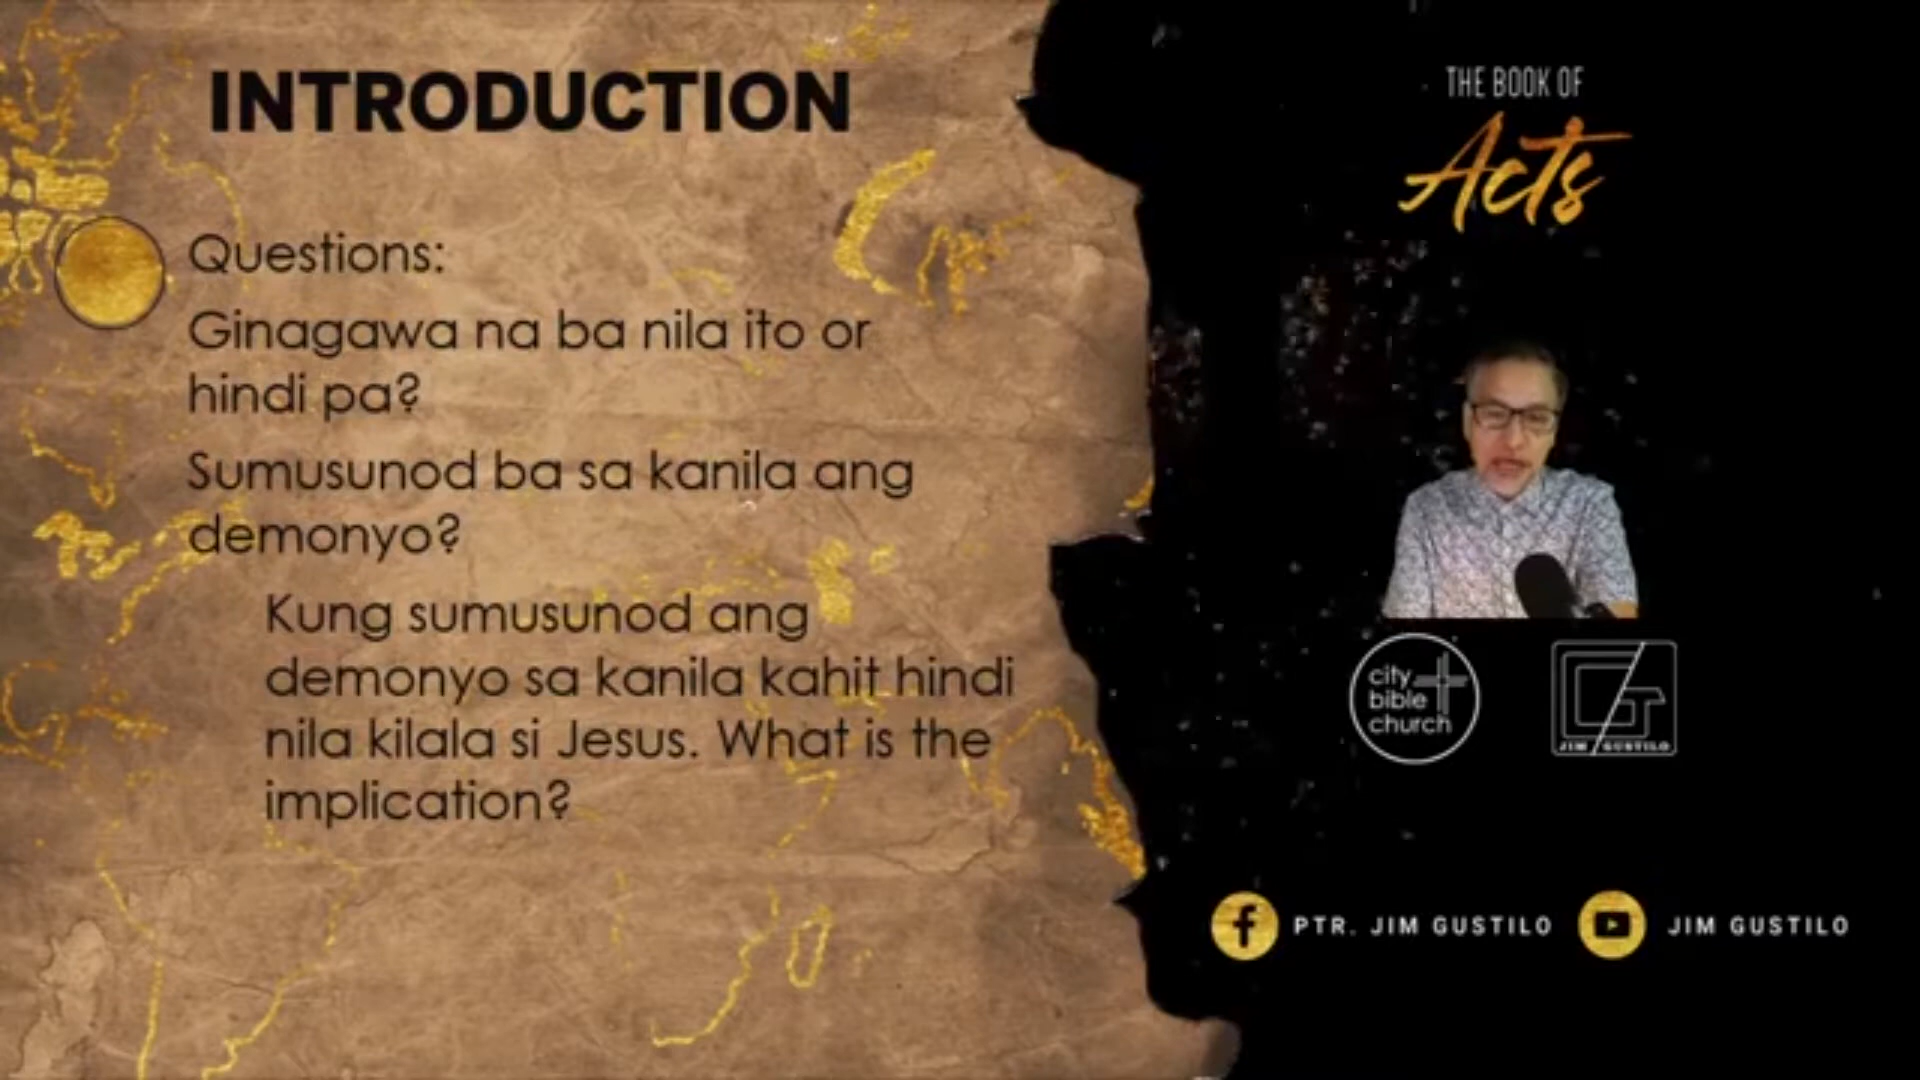 INTRODUCTION
Questions:
Ginagawa na ba nila ito or
hindi pa?
Sumusunod ba sa kanila ang
demonyo?
Kung sumusunod ang
demonyo sa kanila kahit hindi
nila kilala si Jesus. What is the
implication?
THE BOOK OF
Acts
city
bible
church
JIM GUSTILO
PTR. JIM GUSTILO
JIM GUSTILO